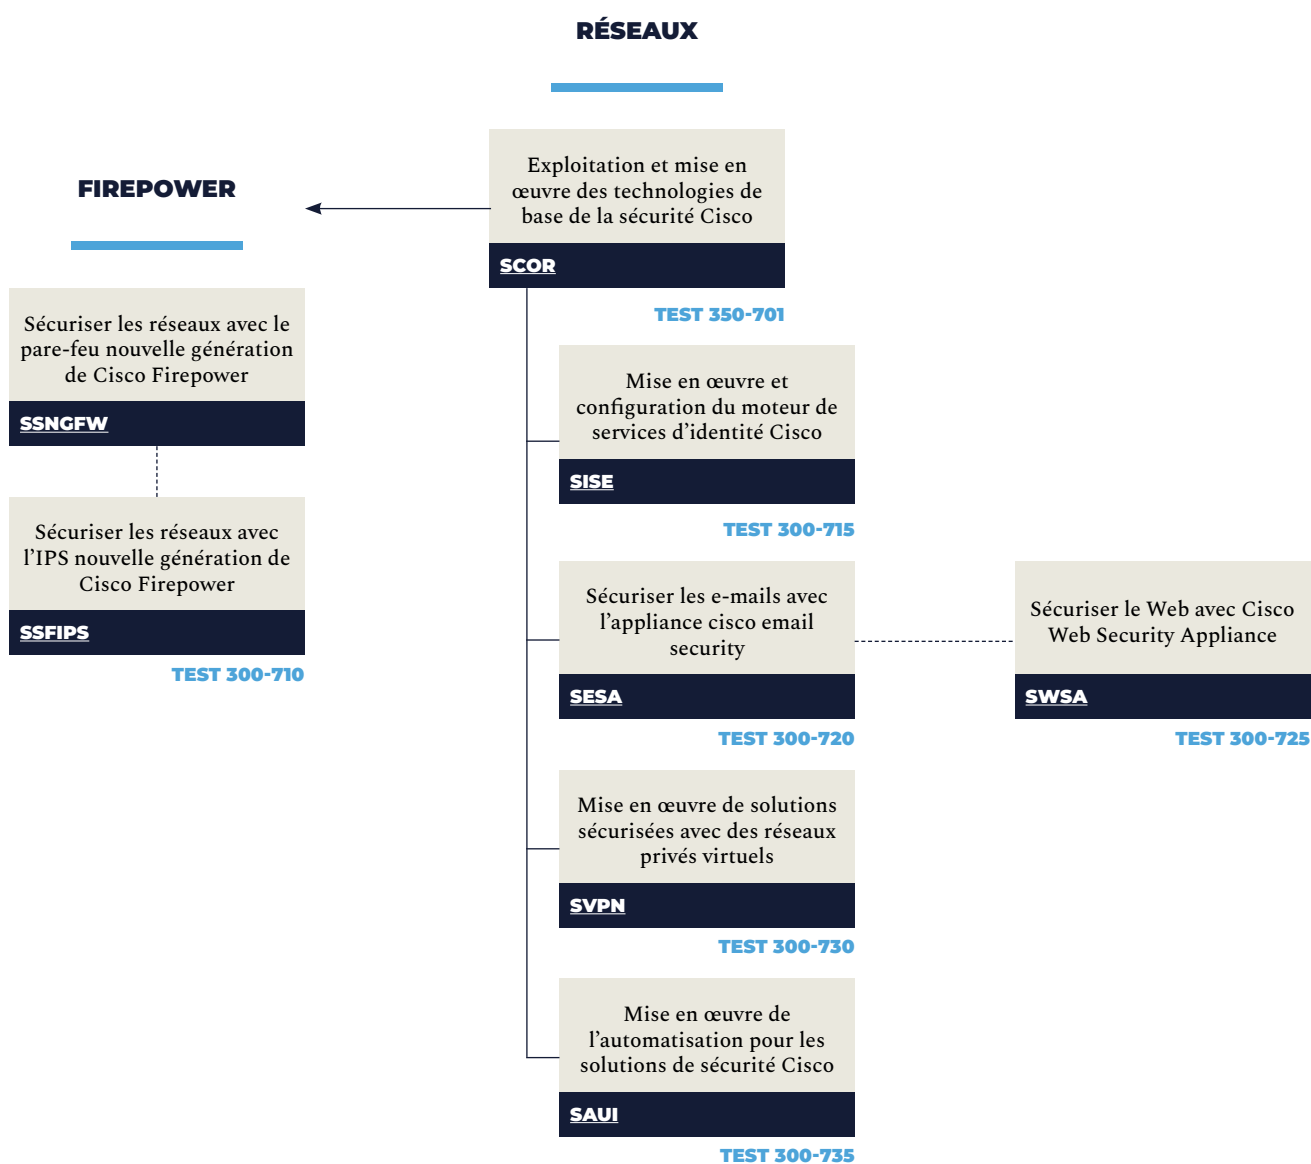 RÉSEAUX
Exploitation et mise en
œuvre des technologies de
base de la sécurité Cisco
SCOR
TEST 350-701
FIREPOWER
Sécuriser les réseaux avec le
pare-feu nouvelle génération
de Cisco Firepower
SSNGFW
Sécuriser les réseaux avec
l’IPS nouvelle génération de
Cisco Firepower
SSFIPS
TEST 300-710
Mise en œuvre et
configuration du moteur de
services d’identité Cisco
SISE
TEST 300-715
Sécuriser les e-mails avec
l’appliance cisco email
security
SESA
TEST 300-720
Sécuriser le Web avec Cisco
Web Security Appliance
SWSA
TEST 300-725
Mise en œuvre de solutions
sécurisées avec des réseaux
privés virtuels
SVPN
TEST 300-730
Mise en œuvre de
l’automatisation pour les
solutions de sécurité Cisco
SAUI
TEST 300-735